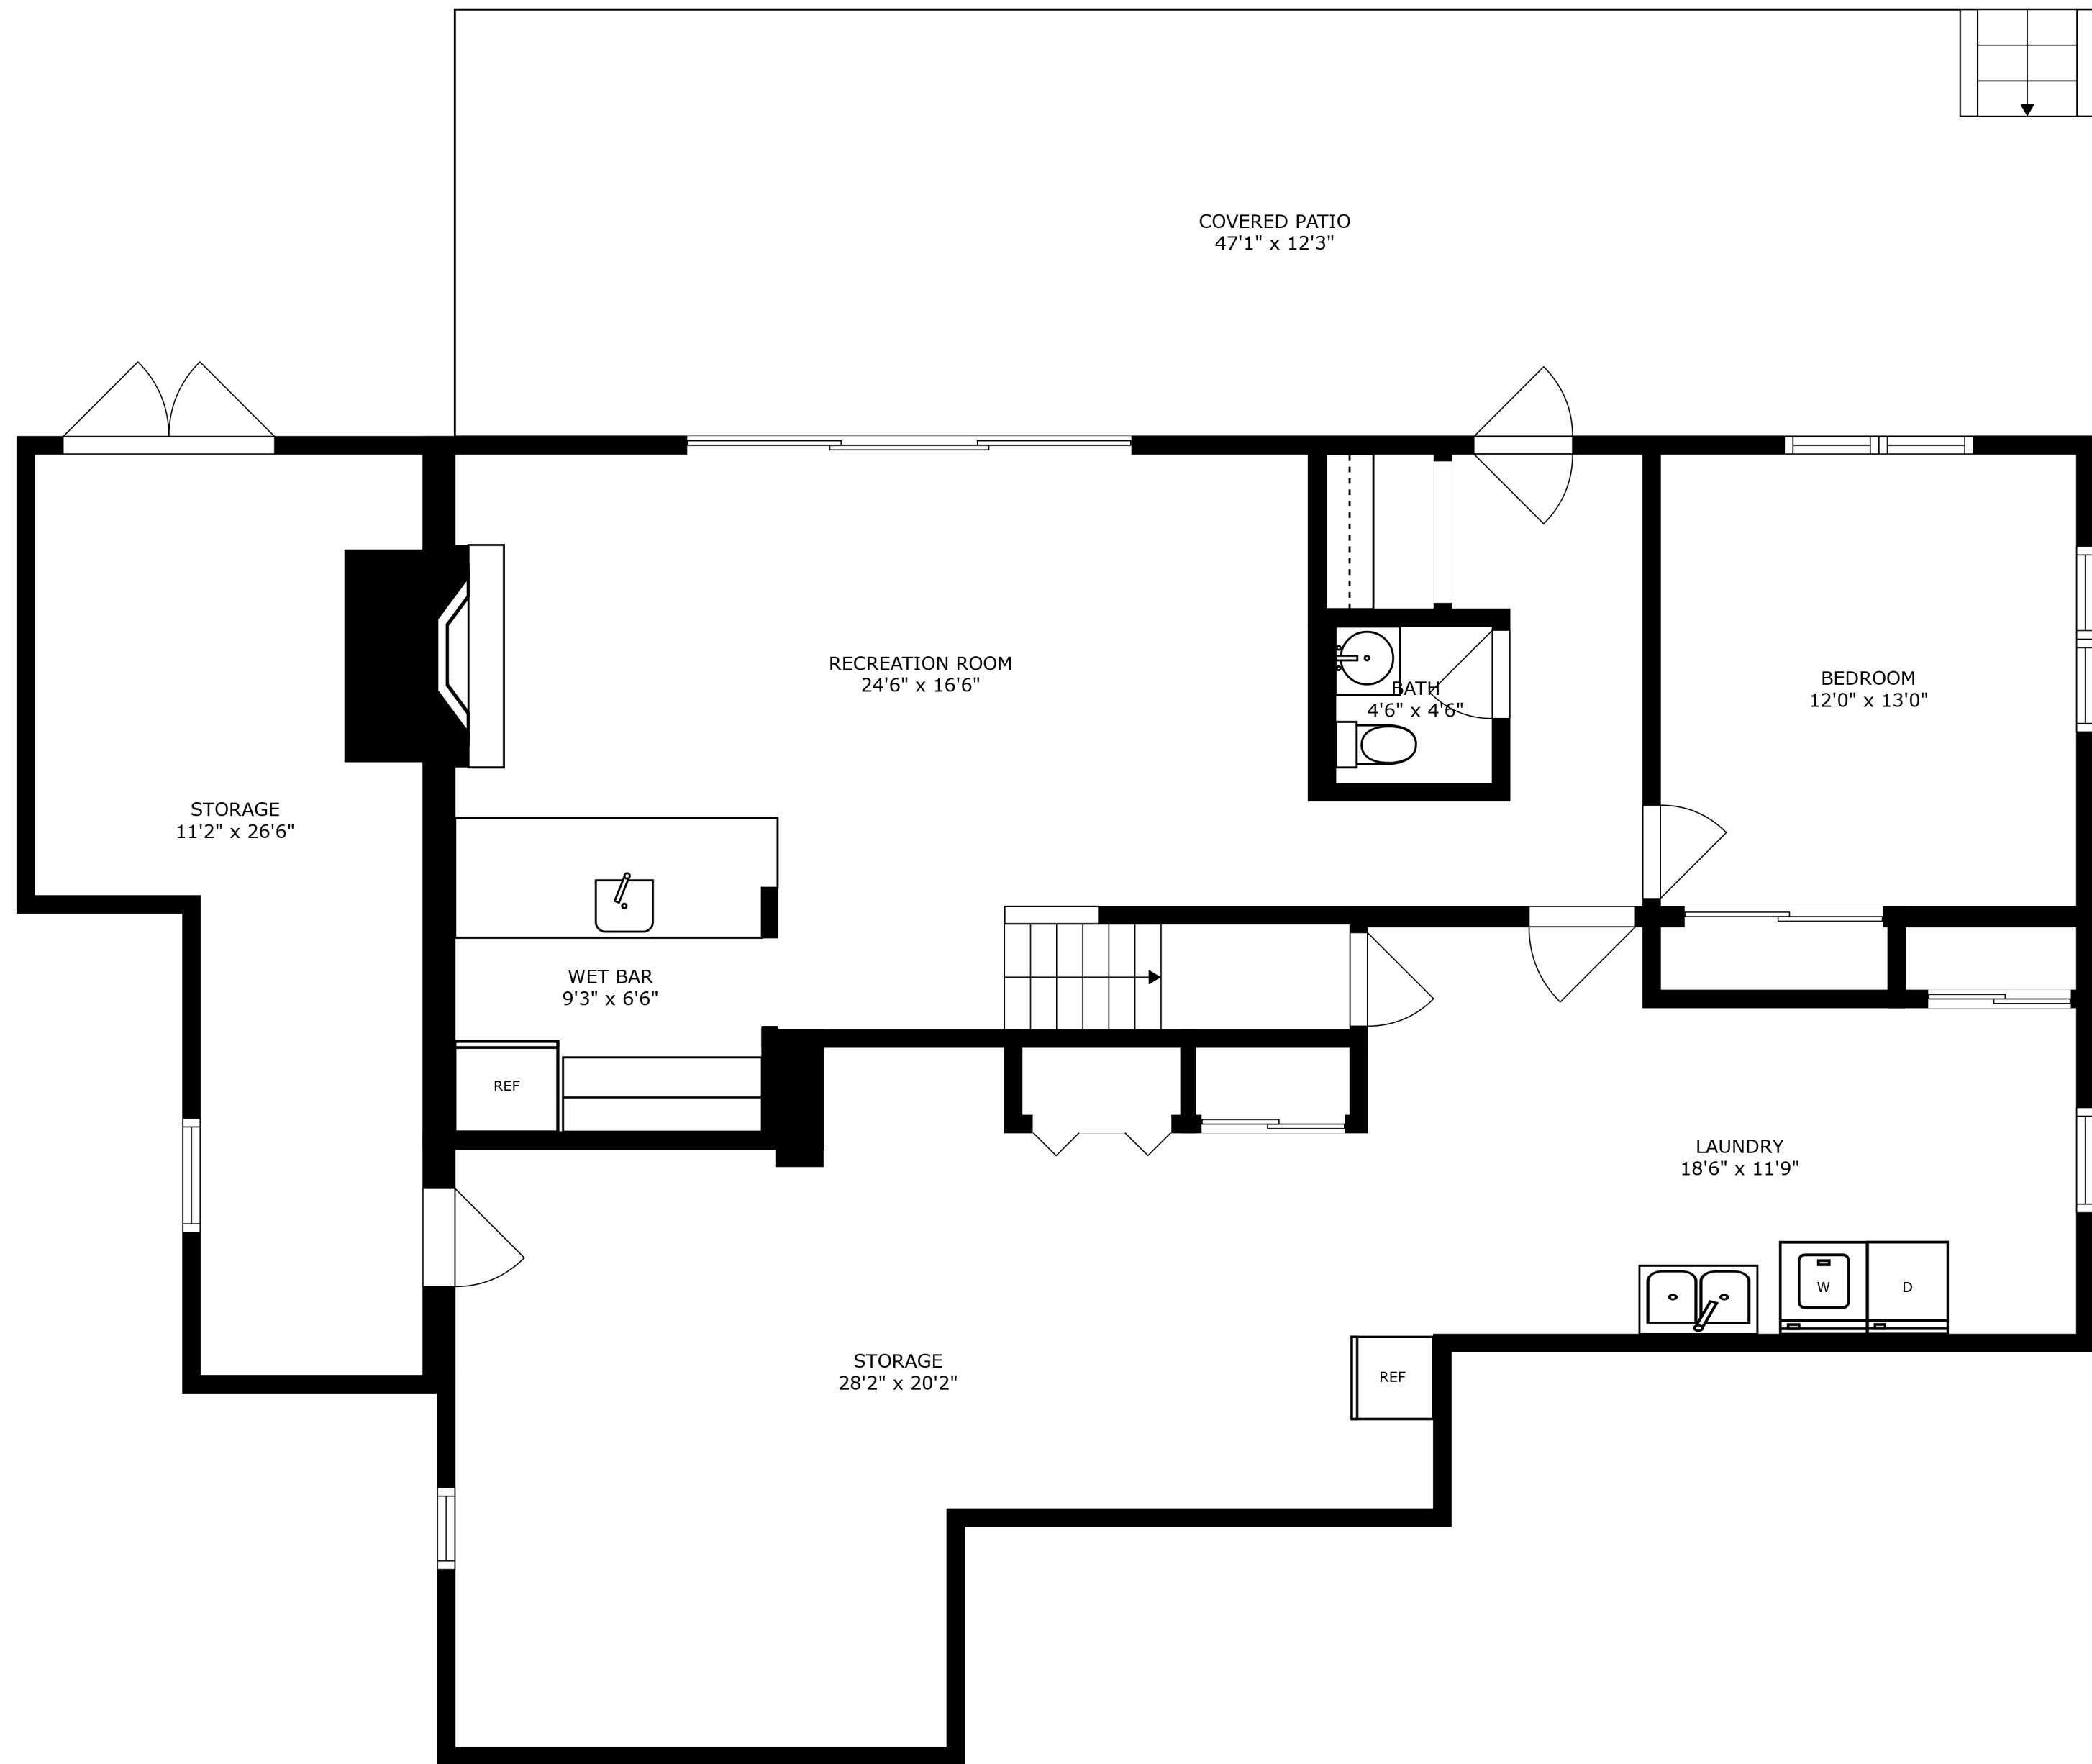 COVERED PATIO
47'1" x 12'3"
RECREATION ROOM
24'6" x 16'6"
BATH
4'6" x 4'6"
BEDROOM
12'0" x 13'0"
STORAGE
11'2" x 26'6"
WET BAR
9'3" x 6'6"
REF
LAUNDRY
18'6" x 11'9"
W
D
STORAGE
28'2" x 20'2"
REF